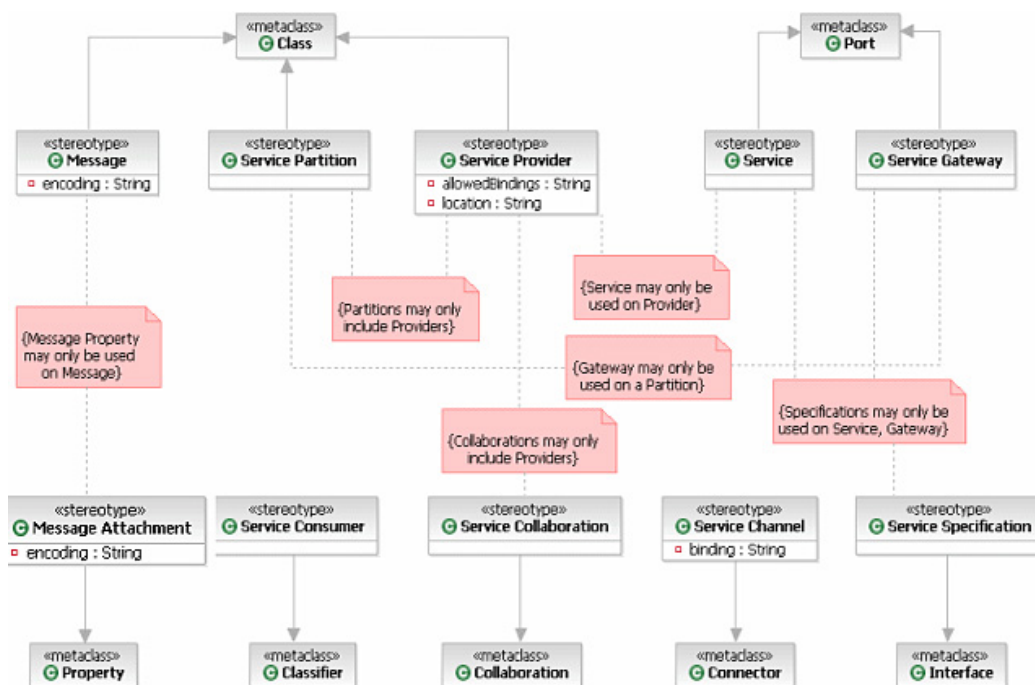 «metaclass»
Class
«metaclass»
Port
«stereotype»
Message
encoding : String
«stereotype»
Service Partition
«stereotype»
Service Provider
allowedBindings : String
location : String
«stereotype»
Service
«stereotype»
Service Gateway
{Partitions may only
include Providers}
{Service may only be
used on Provider}
{Message Property
may only be used
on Message}
{Gateway may only be
used on a Partition}
{Collaborations may only
include Providers}
{Specifications may only be
used on Service, Gateway}
«stereotype»
Message Attachment
encoding : String
«stereotype»
Service Consumer
«stereotype»
Service Collaboration
«stereotype»
Service Channel
binding : String
«stereotype»
Service Specification
«metaclass»
Property
«metaclass»
Classifier
«metaclass»
Collaboration
«metaclass»
Connector
«metaclass»
Interface